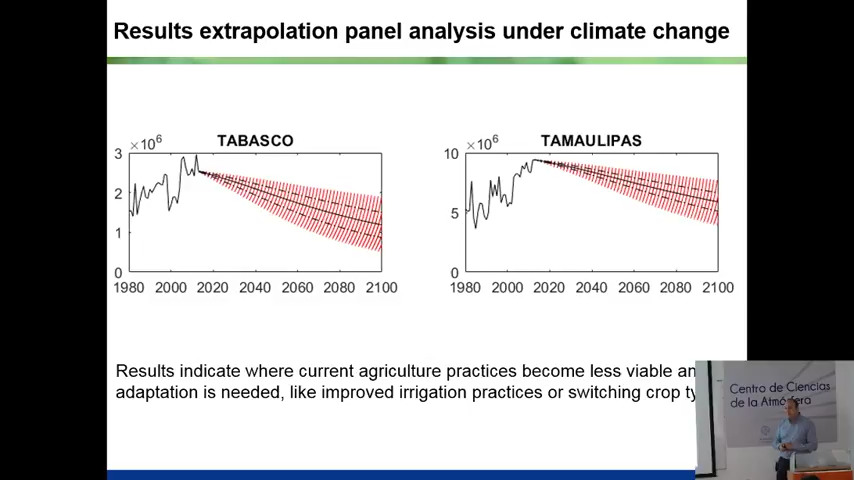 Results extrapolation panel analysis under climate change
×10⁶
TABASCO
3
2
1
0
1980 2000 2020 2040 2060 2080 2100
×10⁶
TAMAULIPAS
10
5
0
1980 2000 2020 2040 2060 2080 2100
Results indicate where current agriculture practices become less viable an
adaptation is needed, like improved irrigation practices or switching crop ty
Centro de Ciencias
de la Atmósfera